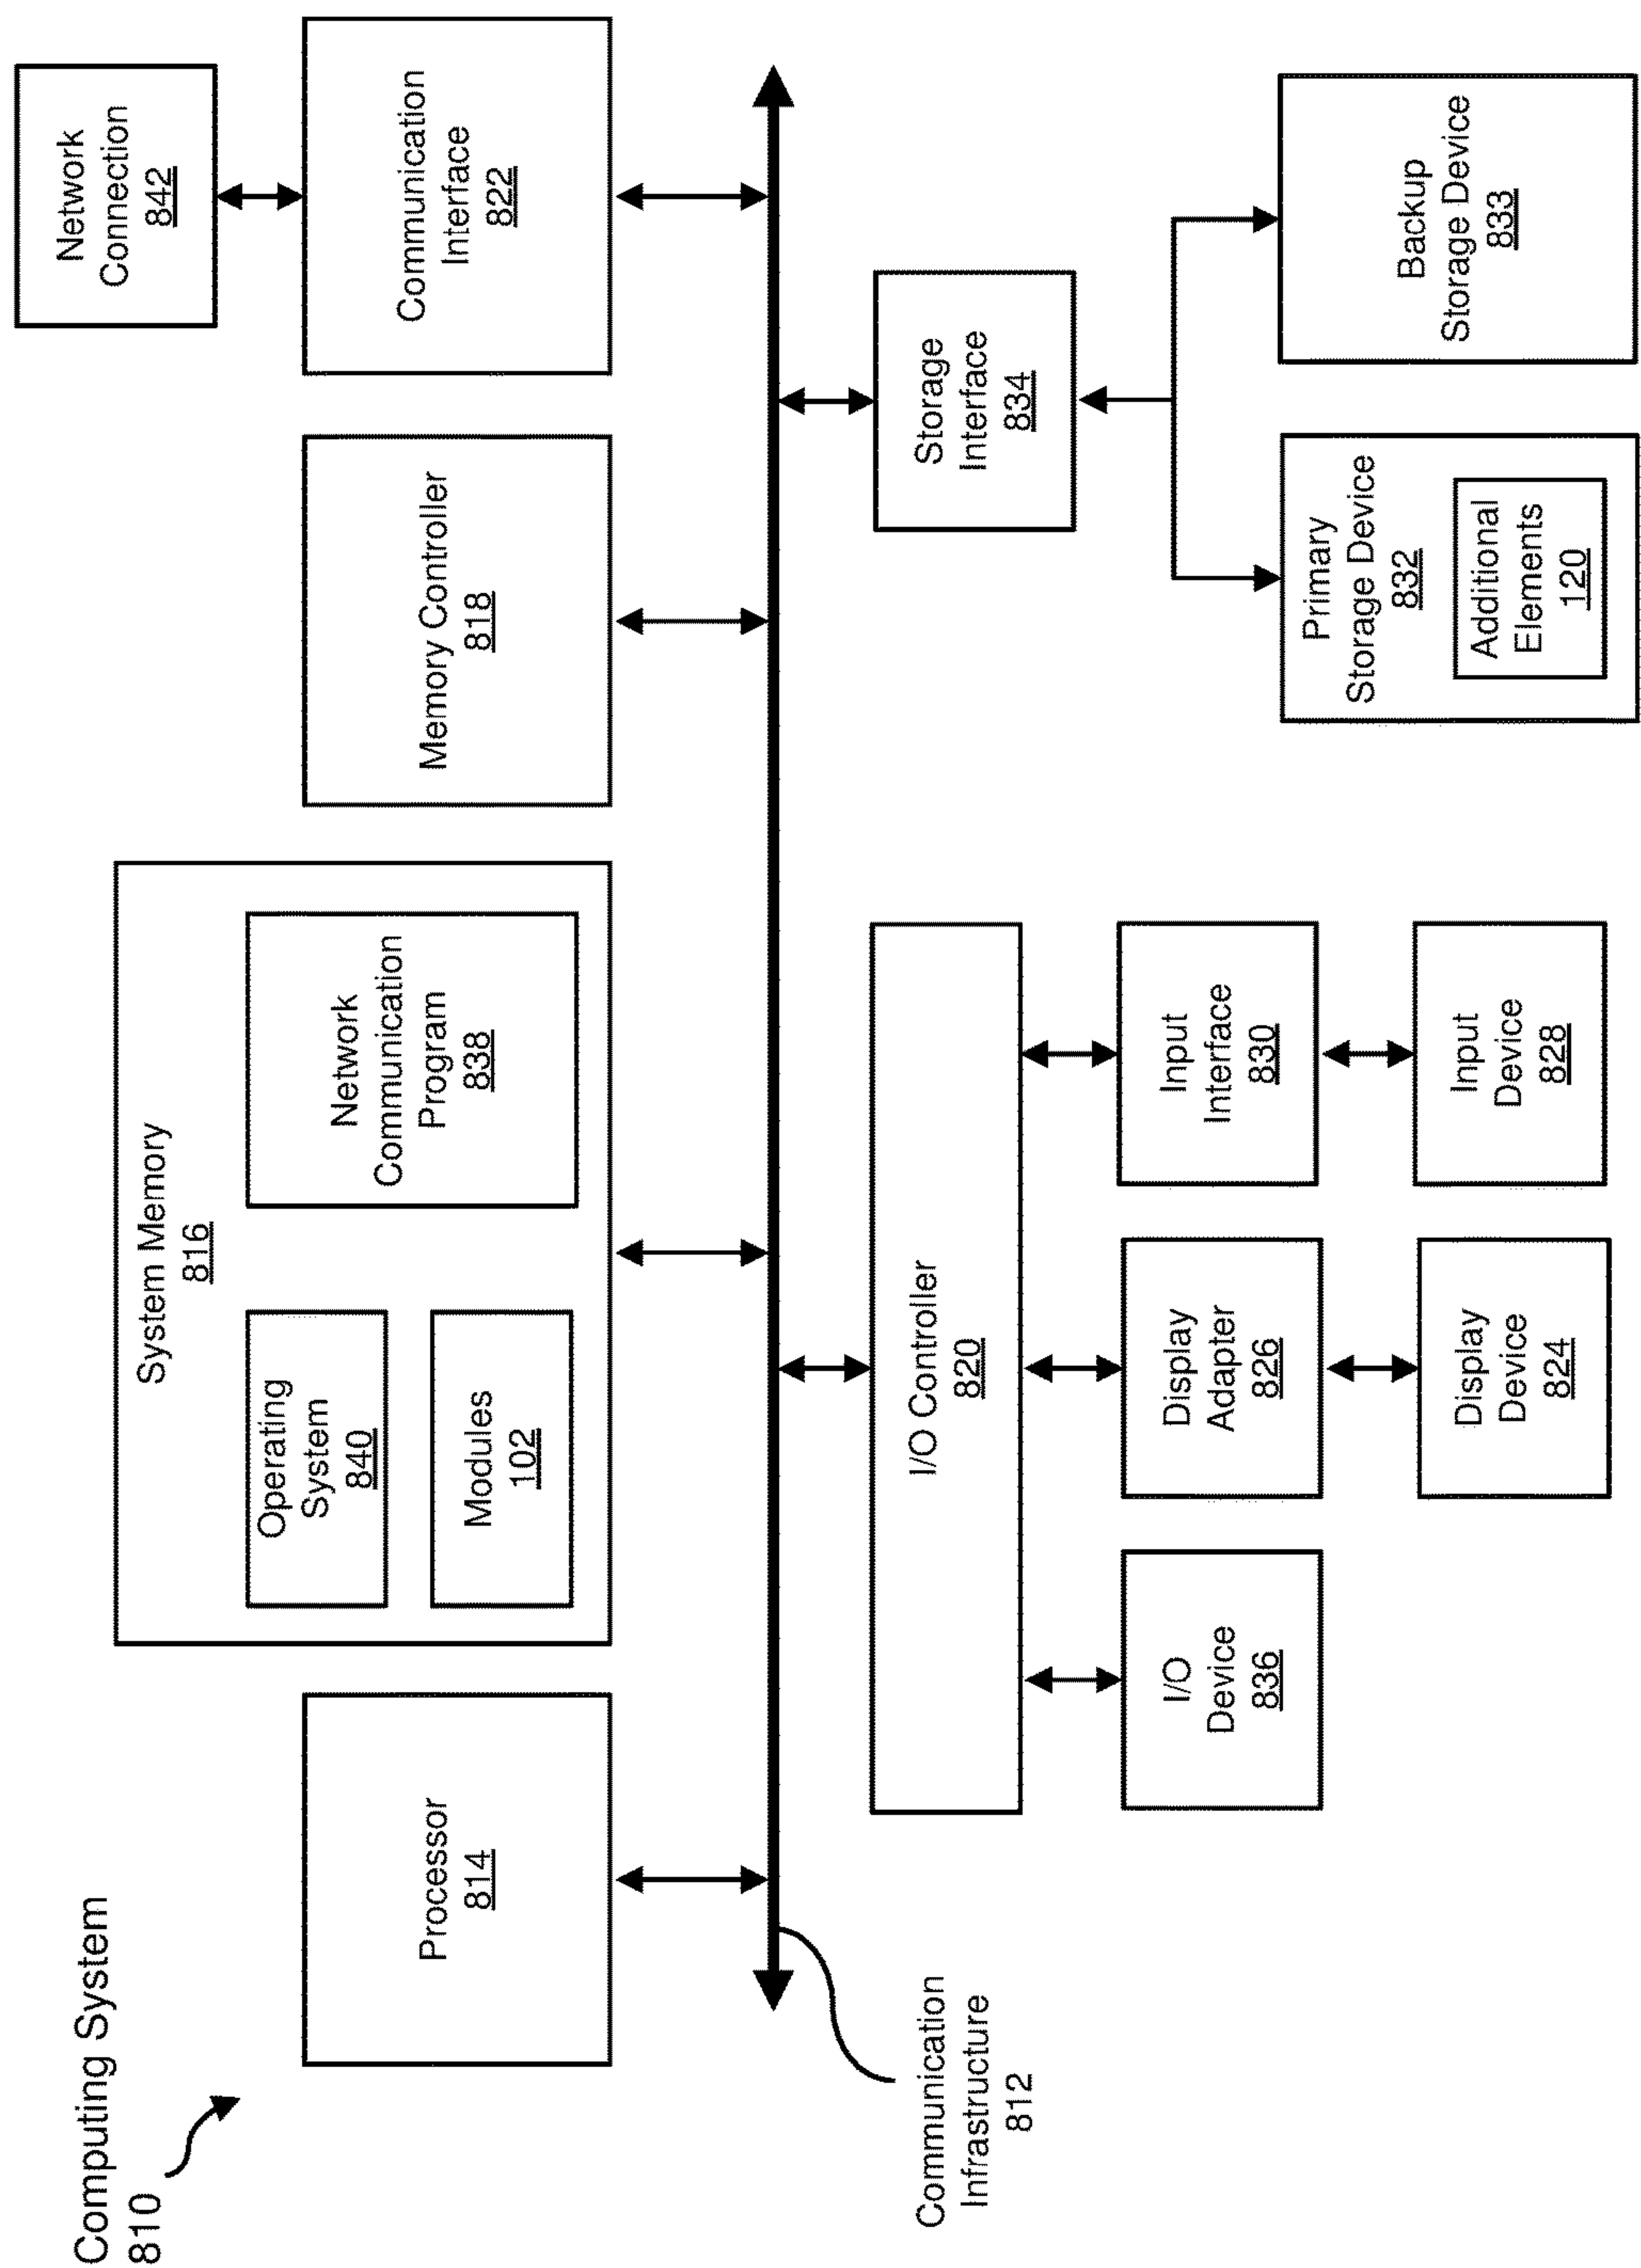 Computing System
810
Processor
814
System Memory
816
Operating
System
840
Modules
102
Network
Communication
Program
838
Memory Controller
818
Communication
Interface
822
Network
Connection
842
Communication
Infrastructure
812
I/O Controller
820
I/O
Device
836
Display
Adapter
826
Input
Interface
830
Display
Device
824
Input
Device
828
Storage
Interface
834
Primary
Storage Device
832
Additional
Elements
120
Backup
Storage Device
833